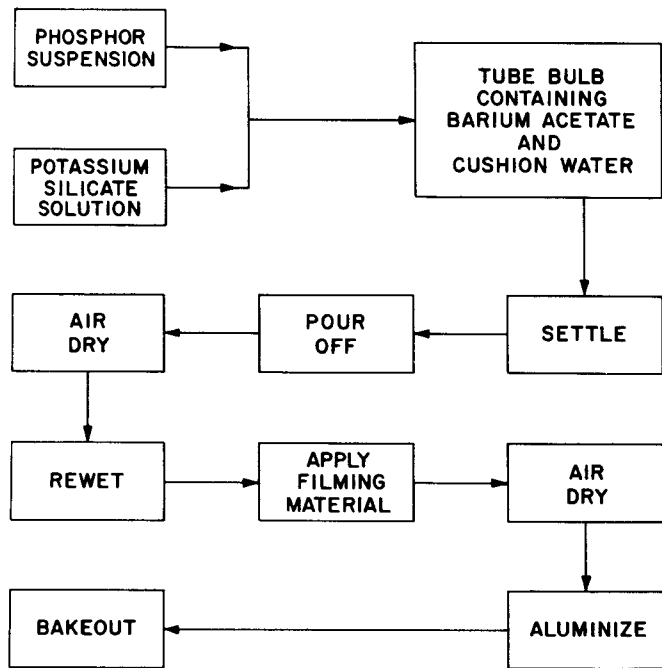 PHOSPHOR
SUSPENSION
POTASSIUM
SILICATE
SOLUTION
TUBE BULB
CONTAINING
BARIUM ACETATE
AND
CUSHION WATER
SETTLE
POUR
OFF
AIR
DRY
REWET
APPLY
FILMING
MATERIAL
AIR
DRY
ALUMINIZE
BAKEOUT